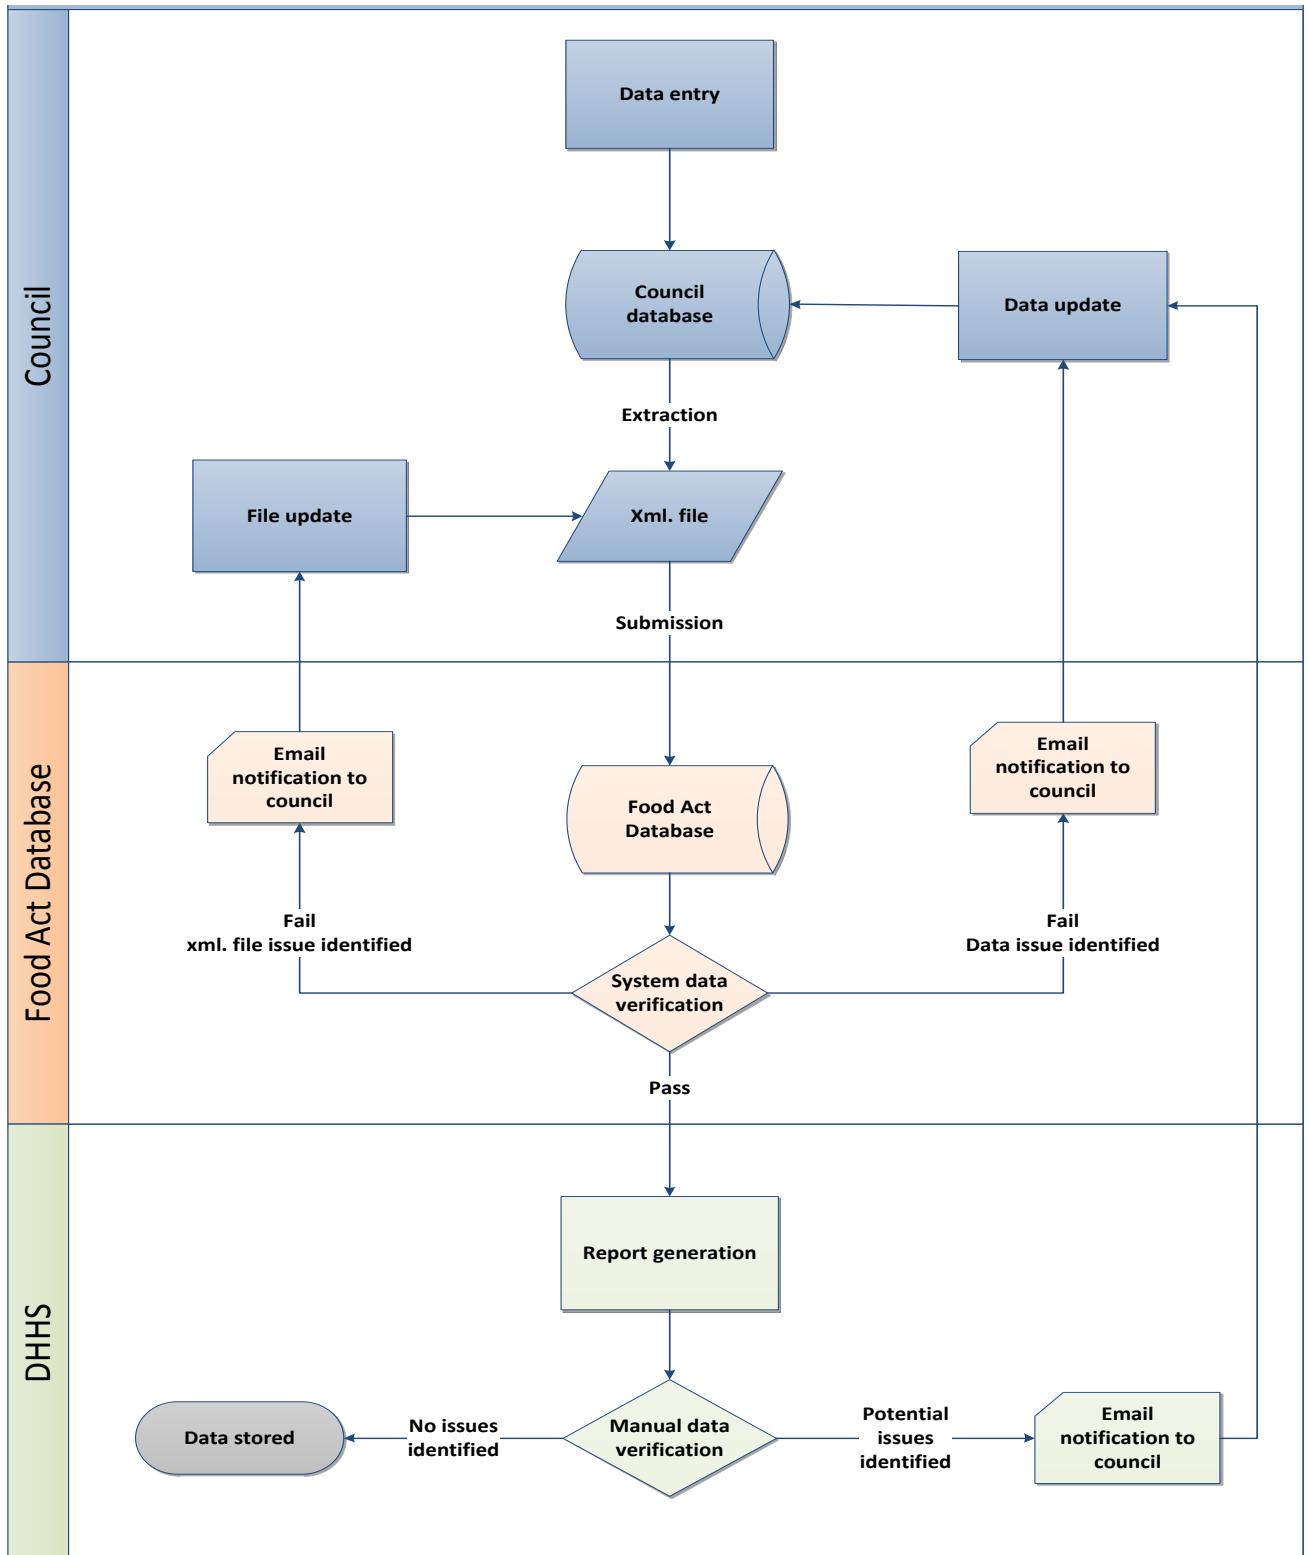 Council
Data entry
Council
database
Data update
Extraction
File update
Xml. file
Submission
Food Act Database
Email
notification to
council
Food Act
Database
Email
notification to
council
Fail
xml. file issue identified
Fail
Data issue identified
System data
verification
Pass
DHHS
Report generation
Data stored
No issues
identified
Manual data
verification
Potential
issues
identified
Email
notification to
council